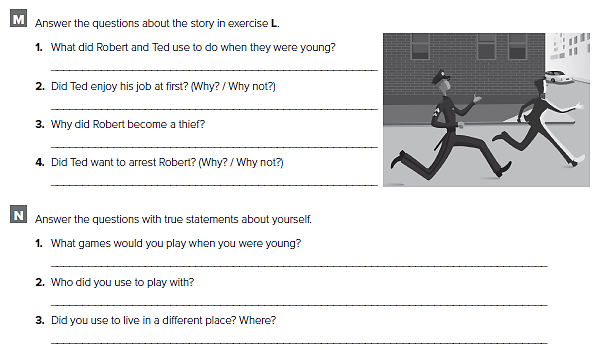 M Answer the questions about the story in exercise L.
1. What did Robert and Ted use to do when they were young?
2. Did Ted enjoy his job at first? (Why? / Why not?)
3. Why did Robert become a thief?
4. Did Ted want to arrest Robert? (Why? / Why not?)
N Answer the questions with true statements about yourself.
1. What games would you play when you were young?
2. Who did you use to play with?
3. Did you use to live in a different place? Where?